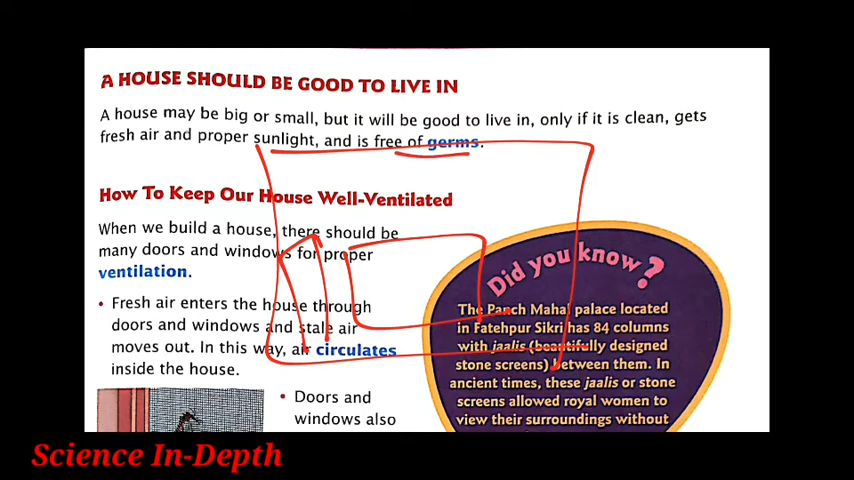 A HOUSE SHOULD BE GOOD TO LIVE IN
A house may be big or small, but it will be good to live in, only if it is clean, gets
fresh air and proper sunlight, and is free of germs.
How To Keep Our House Well-Ventilated
When we build a house, there should be
many doors and windows for proper
ventilation.
• Fresh air enters the house through
doors and windows and stale air
moves out. In this way, air circulates
inside the house.
• Doors and
windows also
Did you know?
The Panch Mahal palace located
in Fatehpur Sikri has 84 columns
with jaalis (beautifully designed
stone screens) between them. In
ancient times, these jaalis or stone
screens allowed royal women to
view their surroundings without
Science In-Depth